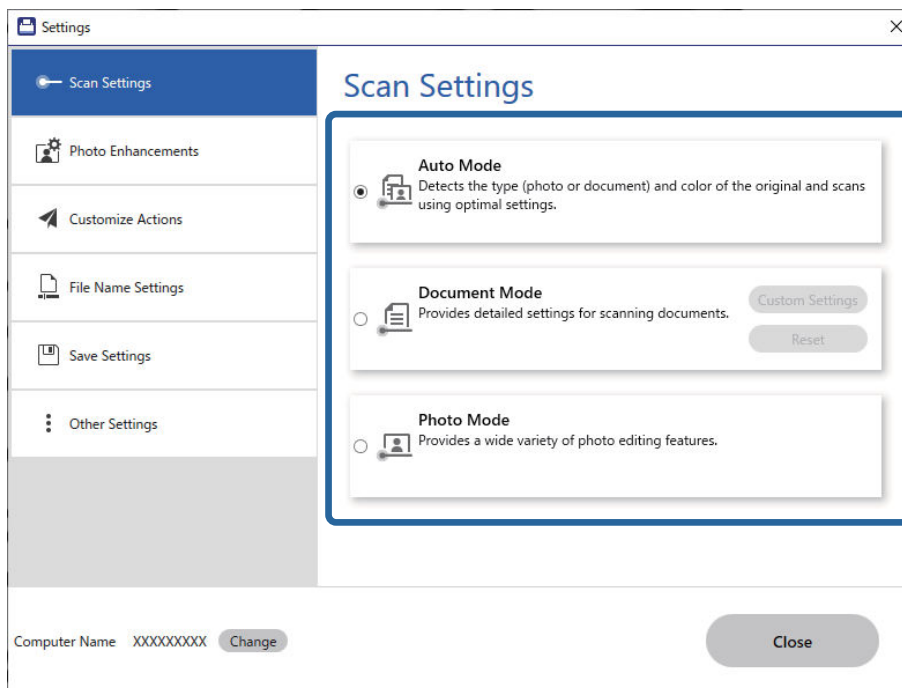 Settings
Scan Settings
Photo Enhancements
Customize Actions
File Name Settings
Save Settings
Other Settings
Scan Settings
Auto Mode
Detects the type (photo or document) and color of the original and scans
using optimal settings.
Document Mode
Provides detailed settings for scanning documents.
Custom Settings
Reset
Photo Mode
Provides a wide variety of photo editing features.
Computer Name XXXXXXXXX Change
Close